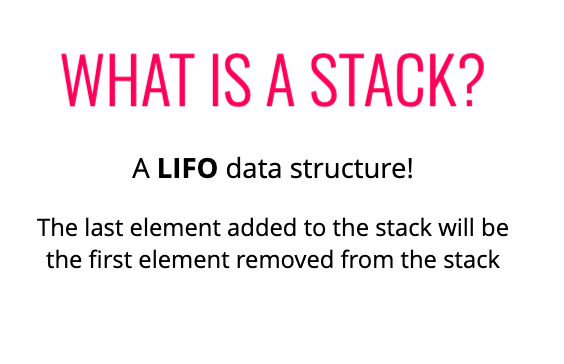 WHAT IS A STACK?
A LIFO data structure!
The last element added to the stack will be
the first element removed from the stack